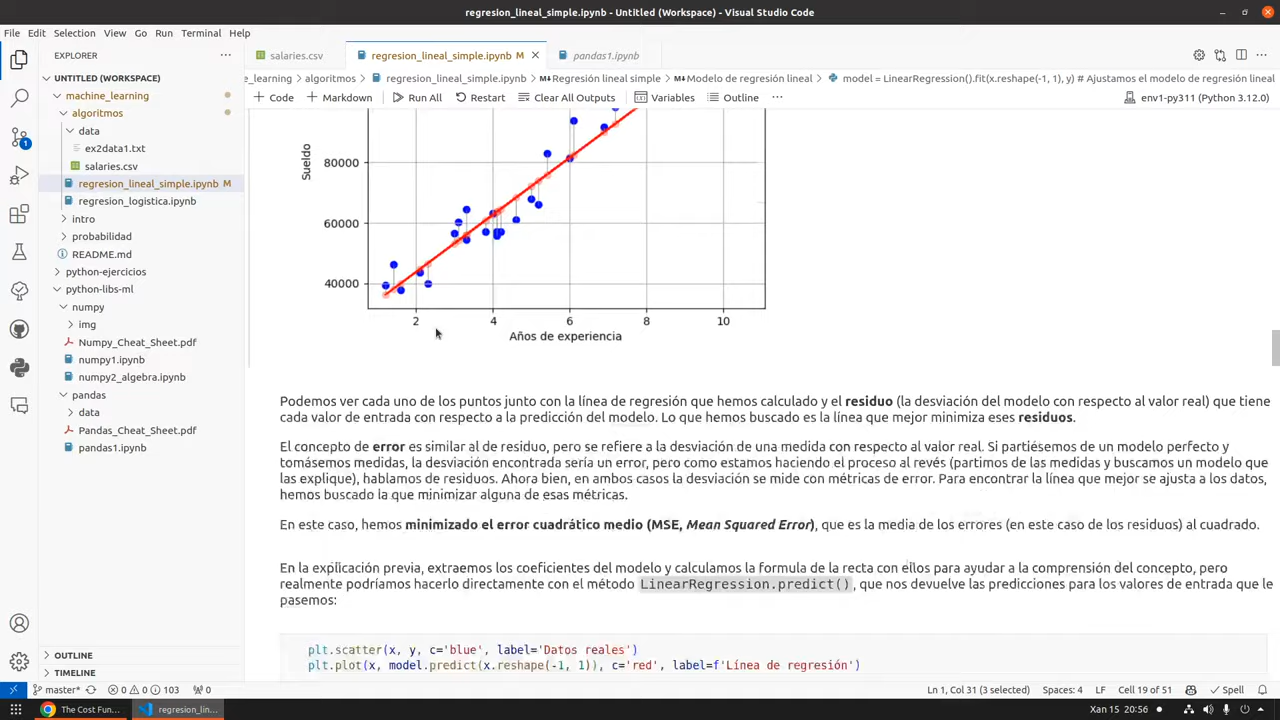 regresion_lineal_simple.ipynb - Untitled (Workspace) - Visual Studio Code
File Edit Selection View Go Run Terminal Help
EXPLORER
salaries.csv regresion_lineal_simple.ipynb M pandas1.ipynb
UNTITLED (WORKSPACE)
e_learning > algoritmos > regresion_lineal_simple.ipynb > Regresión lineal simple > Modelo de regresión lineal > model = LinearRegression().fit(x.reshape(-1, 1), y) # Ajustamos el modelo de regresión lineal
+ Code + Markdown Run All Restart Clear All Outputs Variables Outline ... env1-py311 (Python 3.12.0)
machine_learning
algoritmos
data
ex2data1.txt
salaries.csv
regresion_lineal_simple.ipynb M
regresion_logistica.ipynb
intro
probabilidad
README.md
python-ejercicios
python-libs-ml
numpy
img
Numpy_Cheat_Sheet.pdf
numpy1.ipynb
numpy2_algebra.ipynb
pandas
data
Pandas_Cheat_Sheet.pdf
pandas1.ipynb
OUTLINE
TIMELINE
Sueldo
80000
60000
40000
2 4 6 8 10
Años de experiencia
Podemos ver cada uno de los puntos junto con la línea de regresión que hemos calculado y el residuo (la desviación del modelo con respecto al valor real) que tiene
cada valor de entrada con respecto a la predicción del modelo. Lo que hemos buscado es la línea que mejor minimiza eses residuos.
El concepto de error es similar al de residuo, pero se refiere a la desviación de una medida con respecto al valor real. Si partiésemos de un modelo perfecto y
tomásemos medidas, la desviación encontrada sería un error, pero como estamos haciendo el proceso al revés (partimos de las medidas y buscamos un modelo que
las explique), hablamos de residuos. Ahora bien, en ambos casos la desviación se mide con métricas de error. Para encontrar la línea que mejor se ajusta a los datos,
hemos buscado la que minimizar alguna de esas métricas.
En este caso, hemos minimizado el error cuadrático medio (MSE, Mean Squared Error), que es la media de los errores (en este caso de los residuos) al cuadrado.
En la explicación previa, extraemos los coeficientes del modelo y calculamos la formula de la recta con ellos para ayudar a la comprensión del concepto, pero
realmente podríamos hacerlo directamente con el método LinearRegression.predict(), que nos devuelve las predicciones para los valores de entrada que le
pasemos:
plt.scatter(x, y, c='blue', label='Datos reales')
plt.plot(x, model.predict(x.reshape(-1, 1)), c='red', label=f'Línea de regresión')
master* 0 0 103 0 Ln 1, Col 31 (3 selected) Spaces: 4 LF Cell 19 of 51 Spell
The Cost Fun... regresion_lin... Xan 15 20:56
1